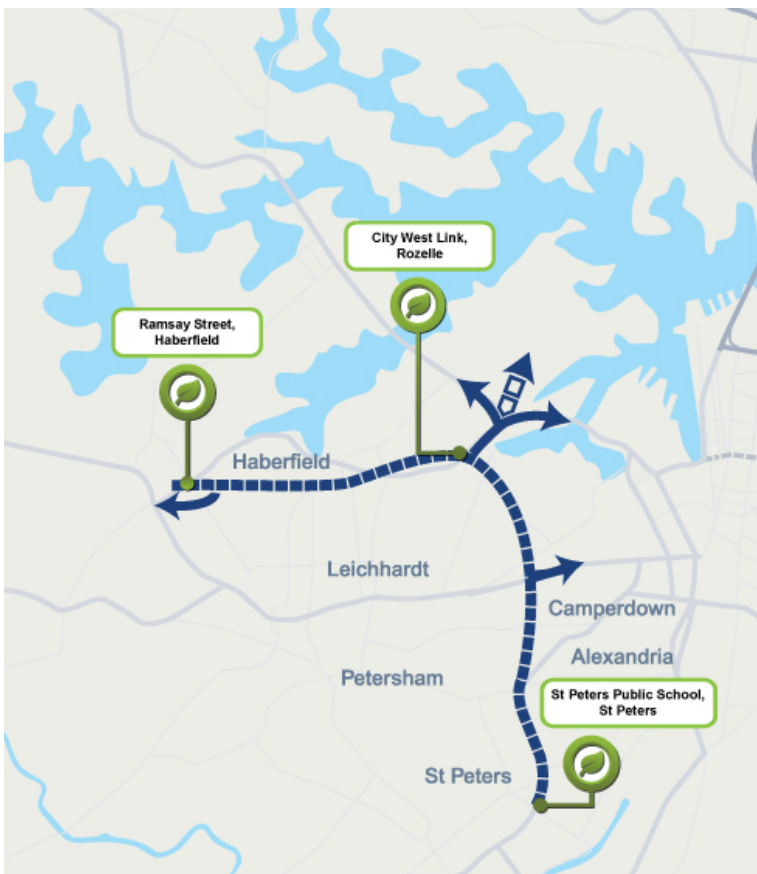 City West Link,
Rozelle
Ramsay Street,
Haberfield
Haberfield
Leichhardt
Camperdown
Alexandria
Petersham
St Peters Public School,
St Peters
St Peters